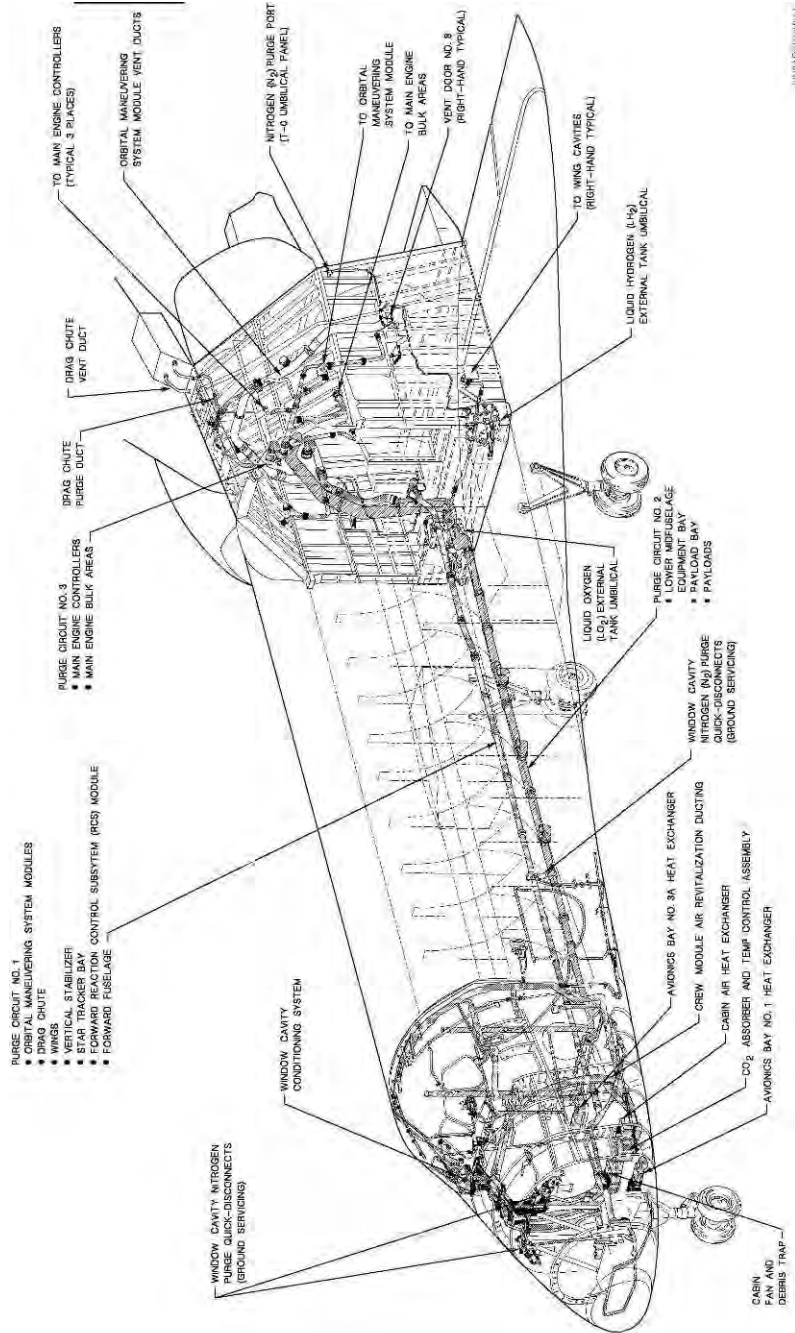 PURGE CIRCUIT NO. 1
■ ORBITAL MANEUVERING SYSTEM MODULES
■ DRAG CHUTE
■ WINGS
■ VERTICAL STABILIZER
■ STAR TRACKER BAY
■ FORWARD REACTION CONTROL SUBSYTEM (RCS) MODULE
■ FORWARD FUSELAGE
PURGE CIRCUIT NO. 3
■ MAIN ENGINE CONTROLLERS
■ MAIN ENGINE BULK AREAS
DRAG CHUTE
PURGE DUCT
DRAG CHUTE
VENT DUCT
TO MAIN ENGINE CONTROLLERS
(TYPICAL 3 PLACES)
ORBITAL MANEUVERING
SYSTEM MODULE VENT DUCTS
NITROGEN (N₂) PURGE PORT
(T-0 UMBILICAL PANEL)
TO ORBITAL
MANEUVERING
SYSTEM MODULE
TO MAIN ENGINE
BULK AREAS
VENT DOOR NO. 9
(RIGHT-HAND TYPICAL)
TO WING CAVITIES
(RIGHT-HAND TYPICAL)
LIQUID HYDROGEN (LH₂)
EXTERNAL TANK UMBILICAL
WINDOW CAVITY
CONDITIONING SYSTEM
WINDOW CAVITY NITROGEN
PURGE QUICK-DISCONNECTS
(GROUND SERVICING)
LIQUID OXYGEN
(LO₂) EXTERNAL
TANK UMBILICAL
PURGE CIRCUIT NO. 2
■ LOWER MIDFUSELAGE
EQUIPMENT BAY
■ PAYLOAD BAY
■ PAYLOADS
WINDOW CAVITY
NITROGEN (N₂) PURGE
QUICK-DISCONNECTS
(GROUND SERVICING)
AVIONICS BAY NO. 3A HEAT EXCHANGER
CREW MODULE AIR REVITALIZATION DUCTING
CABIN AIR HEAT EXCHANGER
CO₂ ABSORBER AND TEMP CONTROL ASSEMBLY
AVIONICS BAY NO. 1 HEAT EXCHANGER
CABIN
FAN AND
DEBRIS TRAP